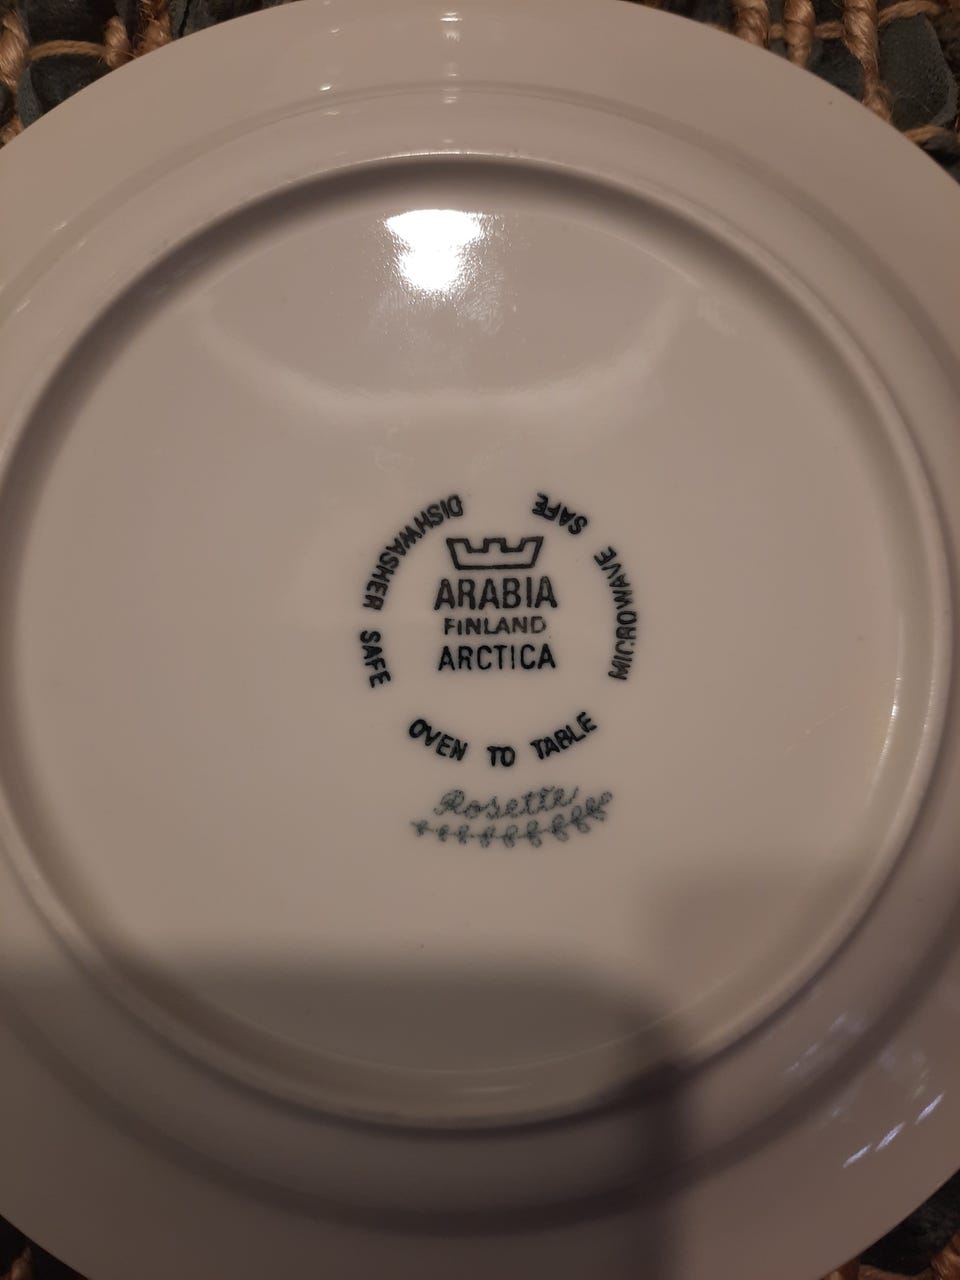 DISHWASHER SAFE
MICROWAVE SAFE
ARABIA
FINLAND
ARCTICA
OVEN TO TABLE
Rosette